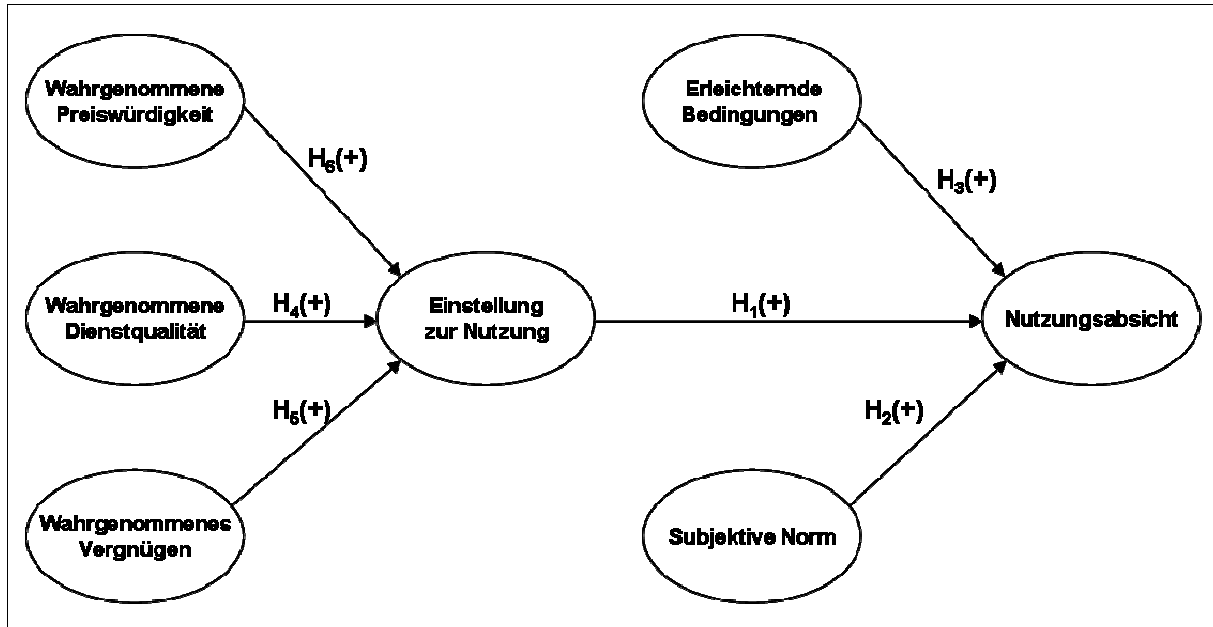 Wahrgenommene
Preiswürdigkeit
Erleichternde
Bedingungen
H₆(+)
H₃(+)
Wahrgenommene
Dienstqualität
H₄(+)
Einstellung
zur Nutzung
H₁(+)
Nutzungsabsicht
H₅(+)
H₂(+)
Wahrgenommenes
Vergnügen
Subjektive Norm